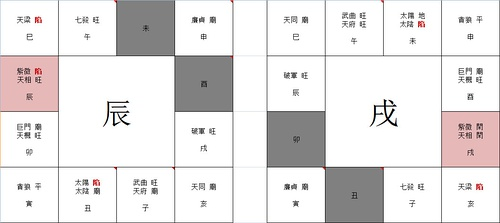 天梁 陷
巳
七殺 旺
午
未
廉貞 廟
申
紫微 陷
天相 旺
辰
酉
辰
巨門 廟
天機 旺
卯
破軍 旺
戌
貪狼 平
寅
太陽 陷
太陰 廟
丑
武曲 旺
天府 廟
子
天同 廟
亥
天同 廟
巳
武曲 旺
天府 旺
午
太陽 地
太陰 陷
未
貪狼 平
申
破軍 旺
辰
巨門 廟
天機 旺
酉
戌
卯
紫微 閒
天相 閒
戌
廉貞 廟
寅
丑
七殺 旺
子
天梁 陷
亥